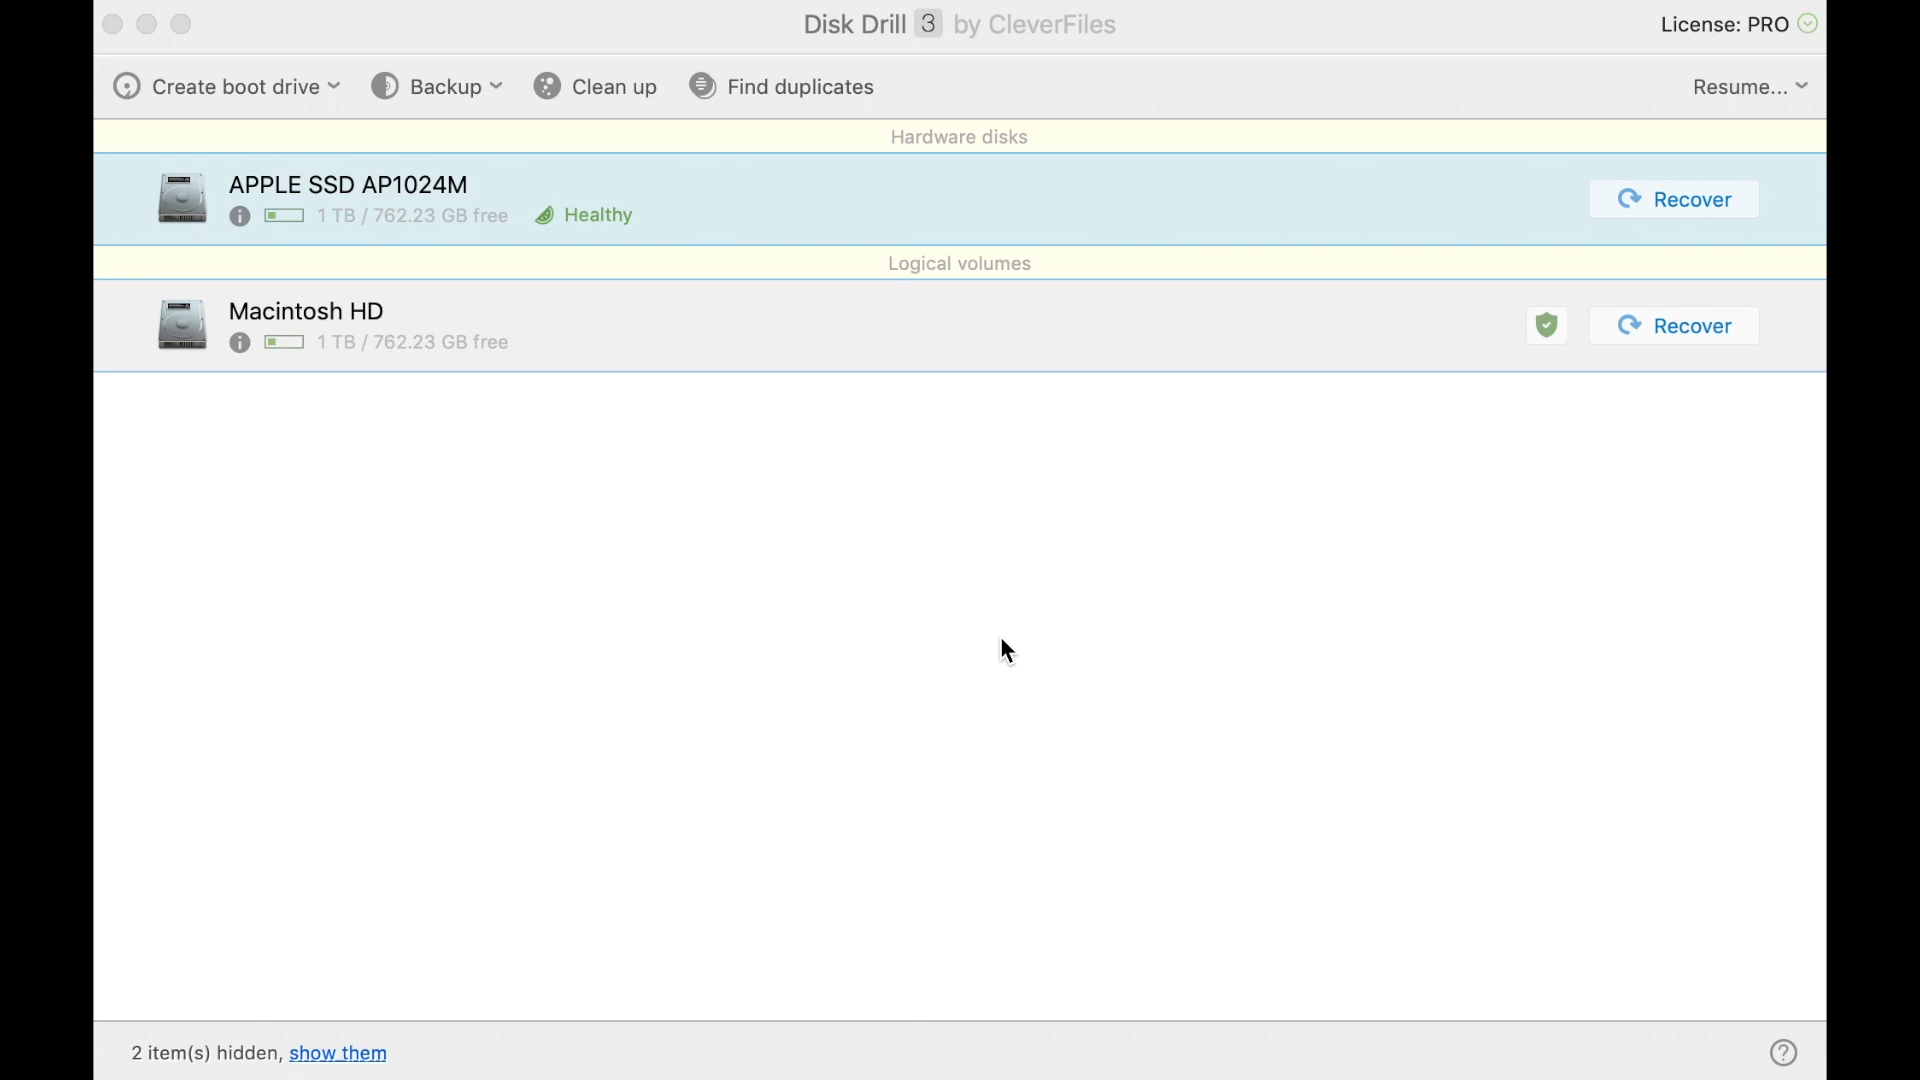 Disk Drill 3 by CleverFiles
License: PRO
Create boot drive
Backup
Clean up
Find duplicates
Resume...
Hardware disks
APPLE SSD AP1024M
1 TB / 762.23 GB free
Healthy
Recover
Logical volumes
Macintosh HD
1 TB / 762.23 GB free
Recover
2 item(s) hidden, show them